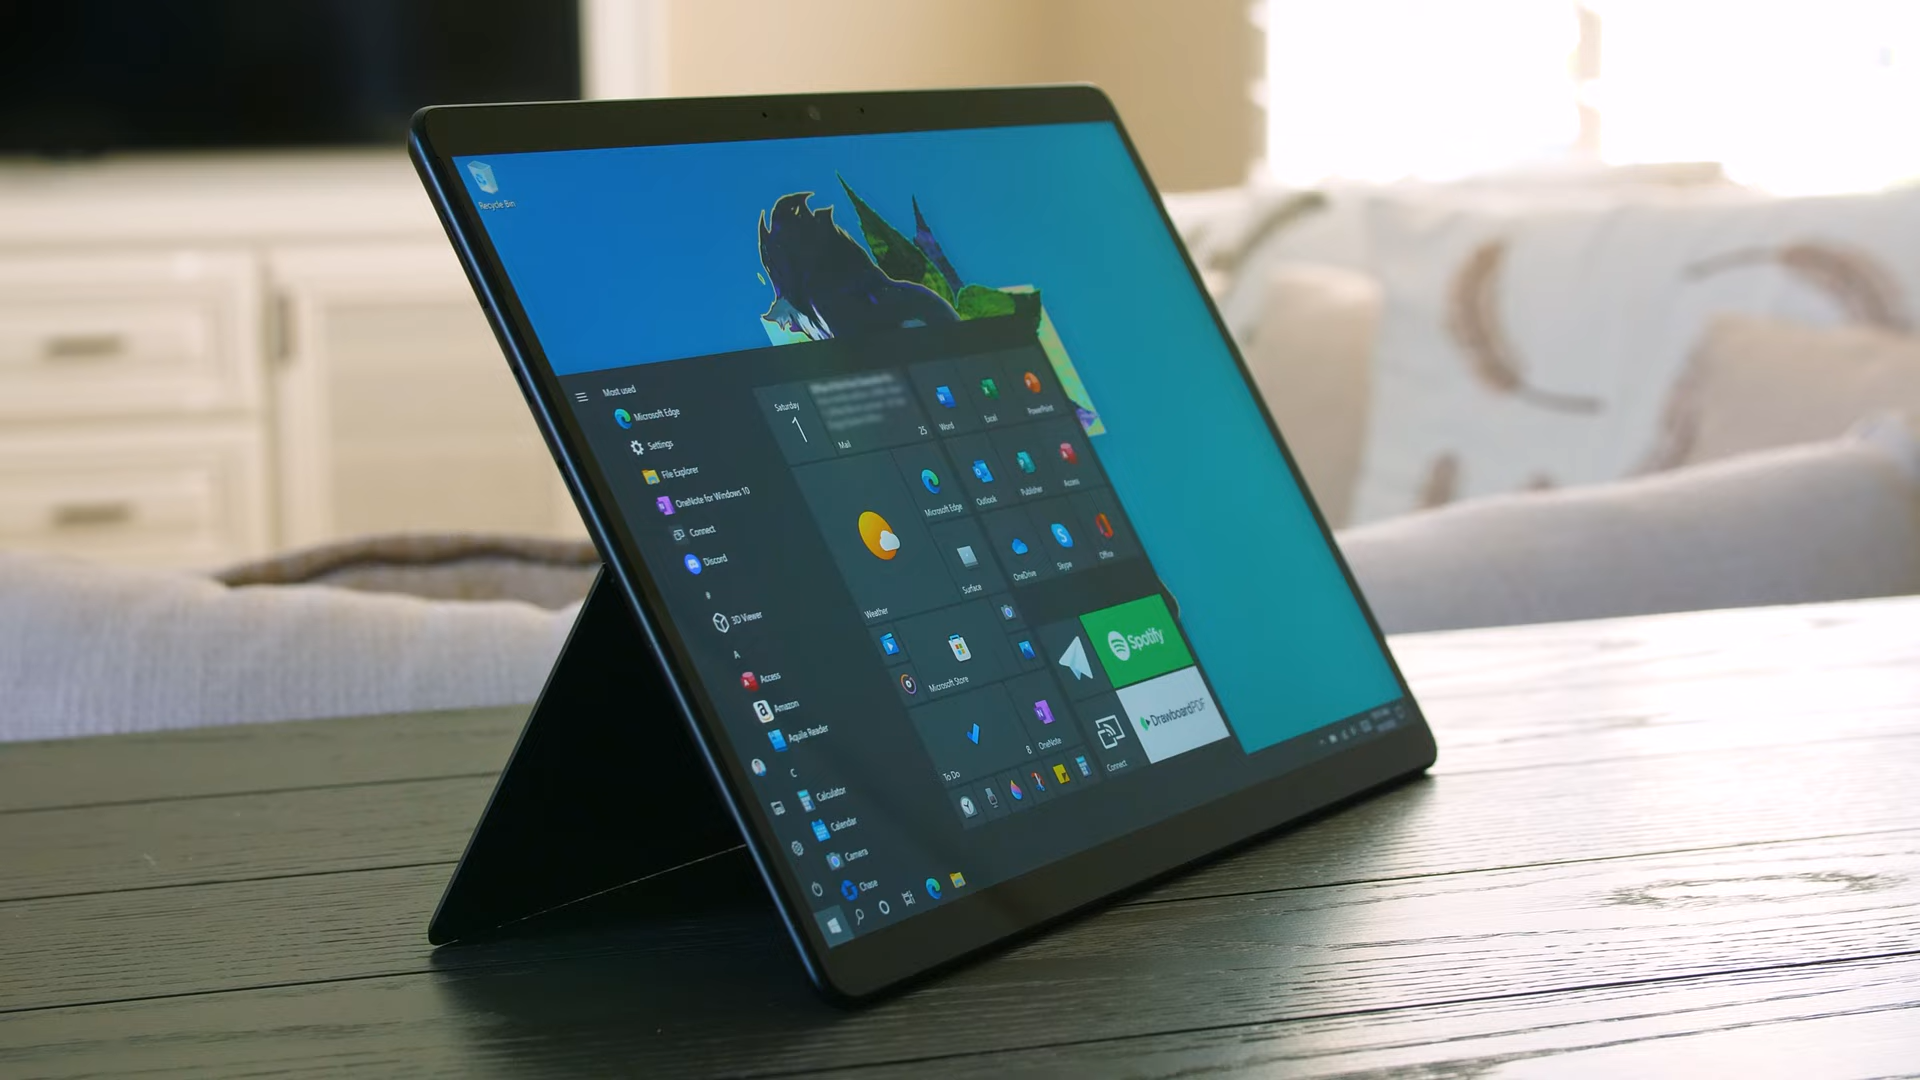 Recycle Bin
Most used
Microsoft Edge
Settings
File Explorer
OneNote for Windows 10
Connect
Discord
#
3D Viewer
A
Access
Amazon
Aquile Reader
C
Calculator
Calendar
Camera
Chase
Saturday
1
Mail
25
Word
Excel
PowerPoint
Microsoft Edge
Outlook
Publisher
Access
Weather
Surface
OneDrive
Skype
Office
Microsoft Store
Spotify
To Do
8
OneNote
Connect
DrawboardPDF